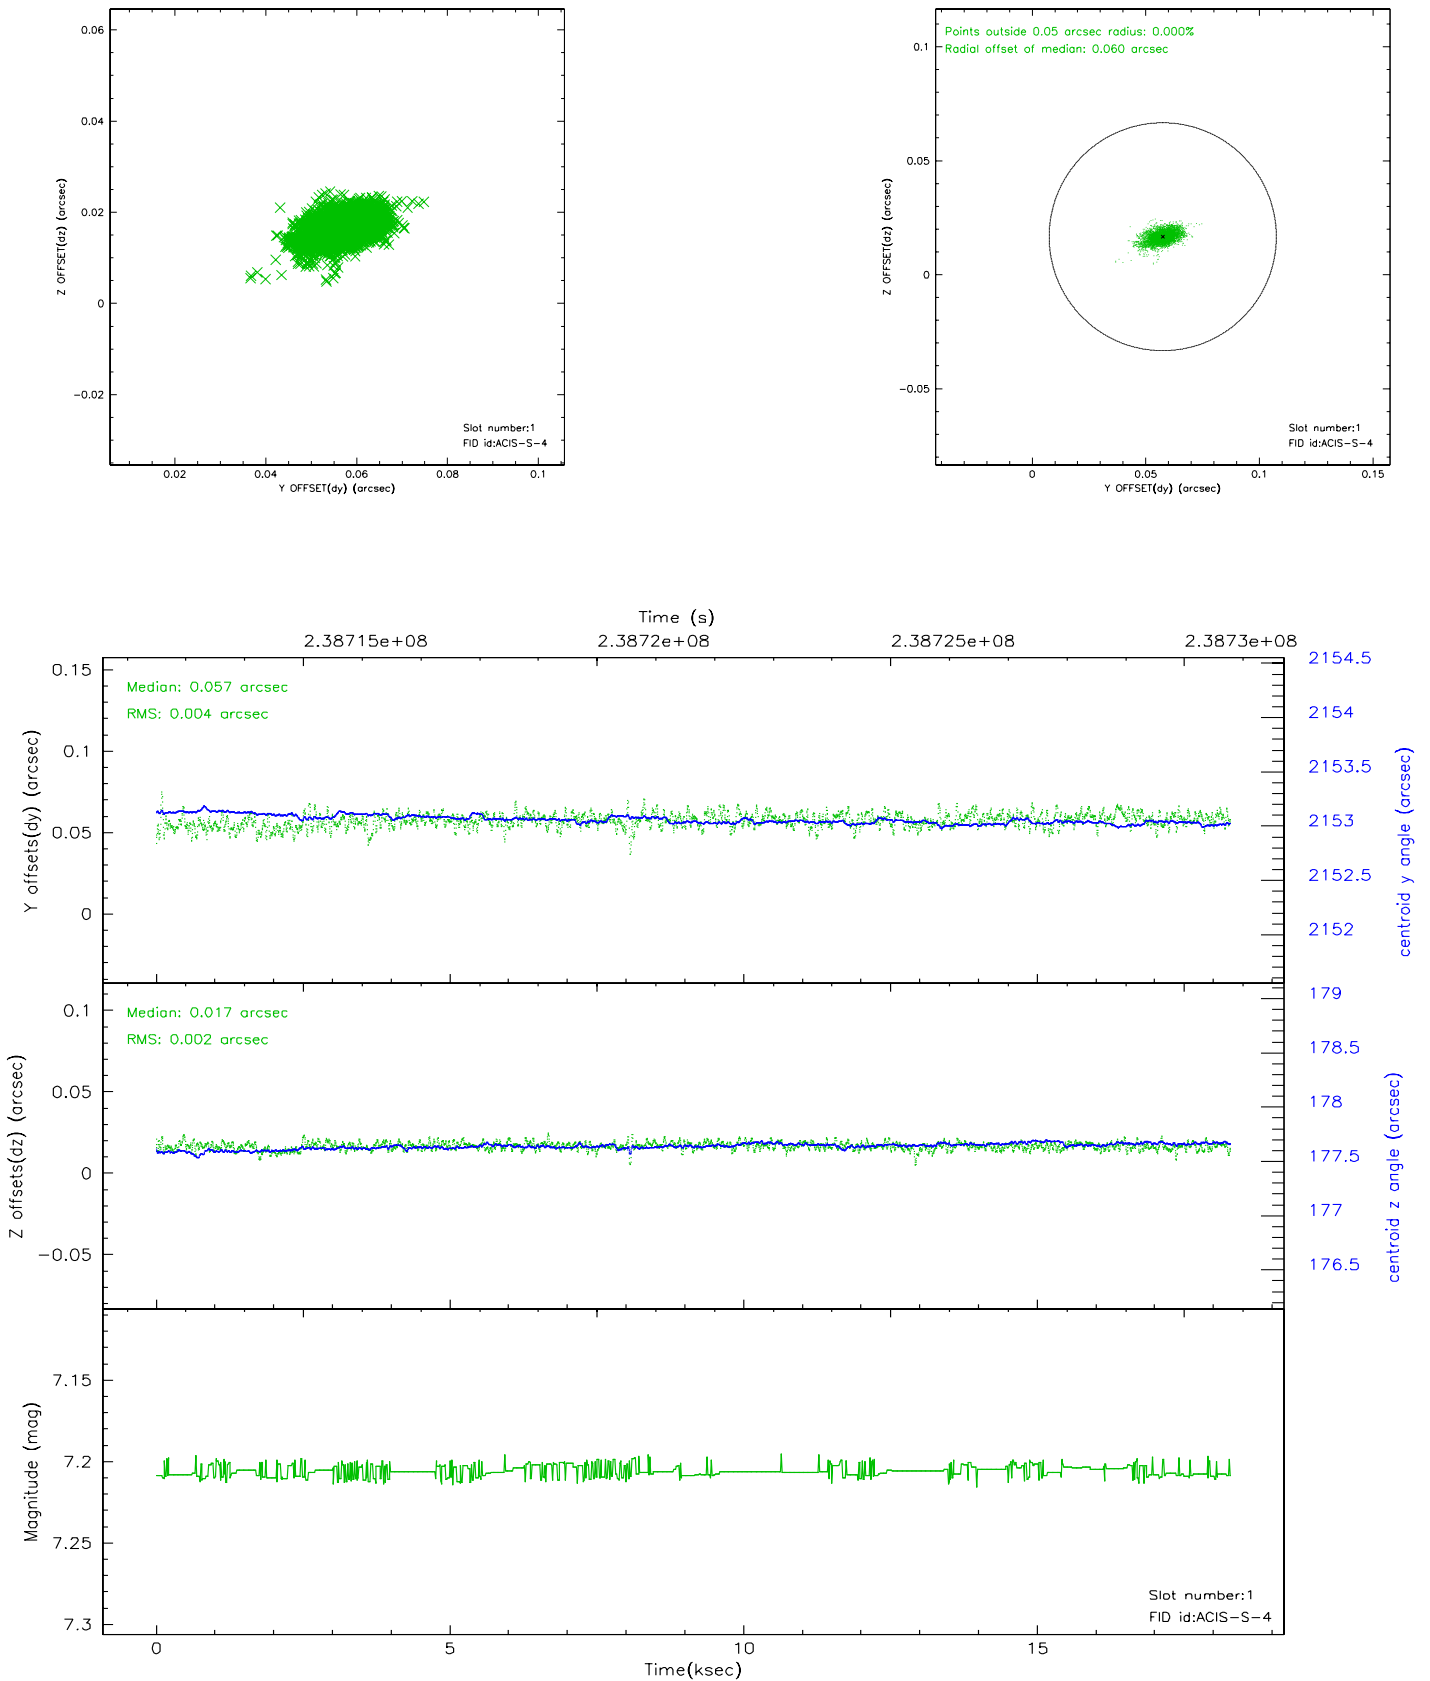 0.06
0.04
0.02
0
−0.02
Z OFFSET(dz) (arcsec)
Slot number:1
FID id:ACIS−S−4
0.02 0.04 0.06 0.08 0.1
Y OFFSET(dy) (arcsec)
Points outside 0.05 arcsec radius: 0.000%
Radial offset of median: 0.060 arcsec
0.1
0.05
0
−0.05
Z OFFSET(dz) (arcsec)
Slot number:1
FID id:ACIS−S−4
0 0.05 0.1 0.15
Y OFFSET(dy) (arcsec)
Time (s)
2.38715e+08 2.3872e+08 2.38725e+08 2.3873e+08
Median: 0.057 arcsec
RMS: 0.004 arcsec
0.15
0.1
0.05
0
Y offsets(dy) (arcsec)
2154.5
2154
2153.5
2153
2152.5
2152
centroid y angle (arcsec)
Median: 0.017 arcsec
RMS: 0.002 arcsec
0.1
0.05
0
−0.05
Z offsets(dz) (arcsec)
179
178.5
178
177.5
177
176.5
centroid z angle (arcsec)
7.15
7.2
7.25
7.3
Magnitude (mag)
Slot number:1
FID id:ACIS−S−4
0 5 10 15
Time(ksec)